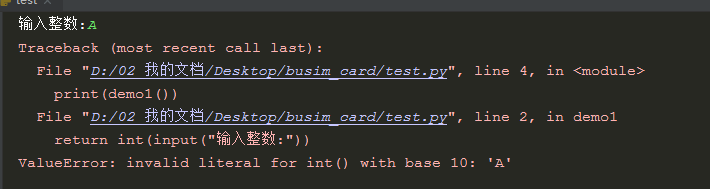 test
输入整数:A
Traceback (most recent call last):
  File "D:/02 我的文档/Desktop/busim_card/test.py", line 4, in <module>
    print(demo1())
  File "D:/02 我的文档/Desktop/busim_card/test.py", line 2, in demo1
    return int(input("输入整数:"))
ValueError: invalid literal for int() with base 10: 'A'